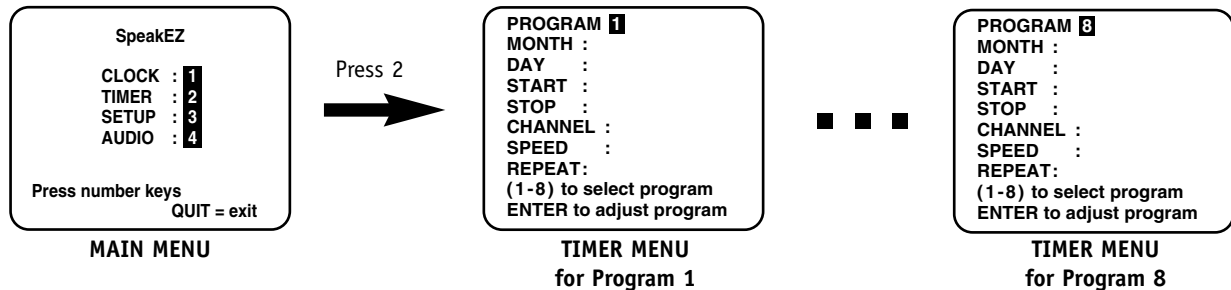 SpeakEZ
CLOCK : 1
TIMER : 2
SETUP : 3
AUDIO : 4
Press number keys
QUIT = exit
MAIN MENU
Press 2
PROGRAM 1
MONTH :
DAY :
START :
STOP :
CHANNEL :
SPEED :
REPEAT:
(1-8) to select program
ENTER to adjust program
TIMER MENU
for Program 1
PROGRAM 8
MONTH :
DAY :
START :
STOP :
CHANNEL :
SPEED :
REPEAT:
(1-8) to select program
ENTER to adjust program
TIMER MENU
for Program 8